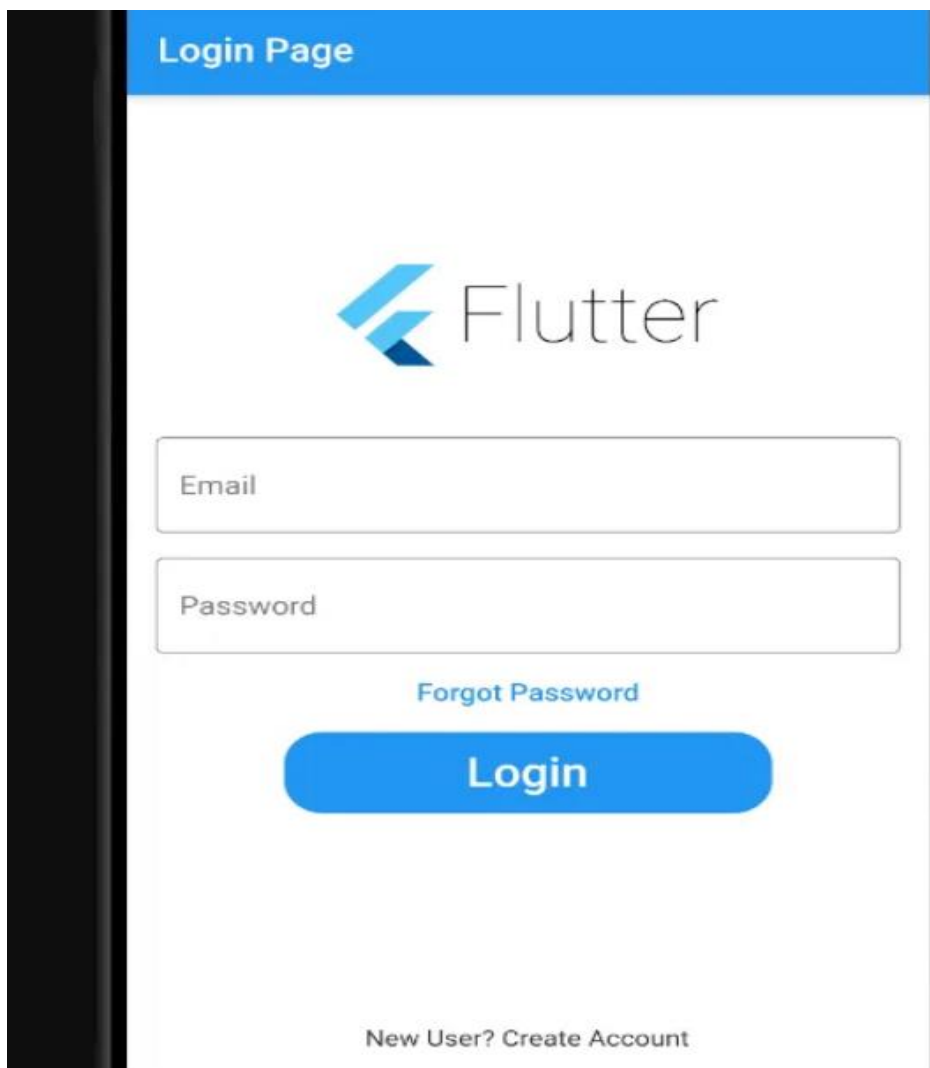 Login Page
Flutter
Email
Password
Forgot Password
Login
New User? Create Account